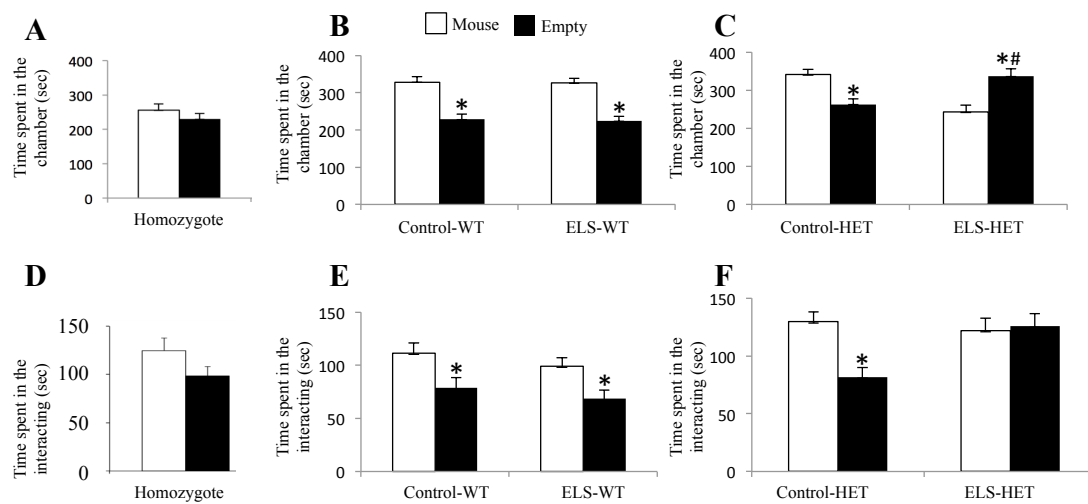 Mouse Empty
A
Time spent in the
chamber (sec)
400
300
200
100
0
Homozygote
B
Time spent in the
chamber (sec)
400
300
200
100
0
*
*
Control-WT ELS-WT
C
Time spent in the
chamber (sec)
400
300
200
100
0
*
*#
Control-HET ELS-HET
D
Time spent in the
interacting (sec)
150
100
50
0
Homozygote
E
Time spent in the
interacting (sec)
150
100
50
0
*
*
Control-WT ELS-WT
F
Time spent in the
interacting (sec)
150
100
50
0
*
Control-HET ELS-HET